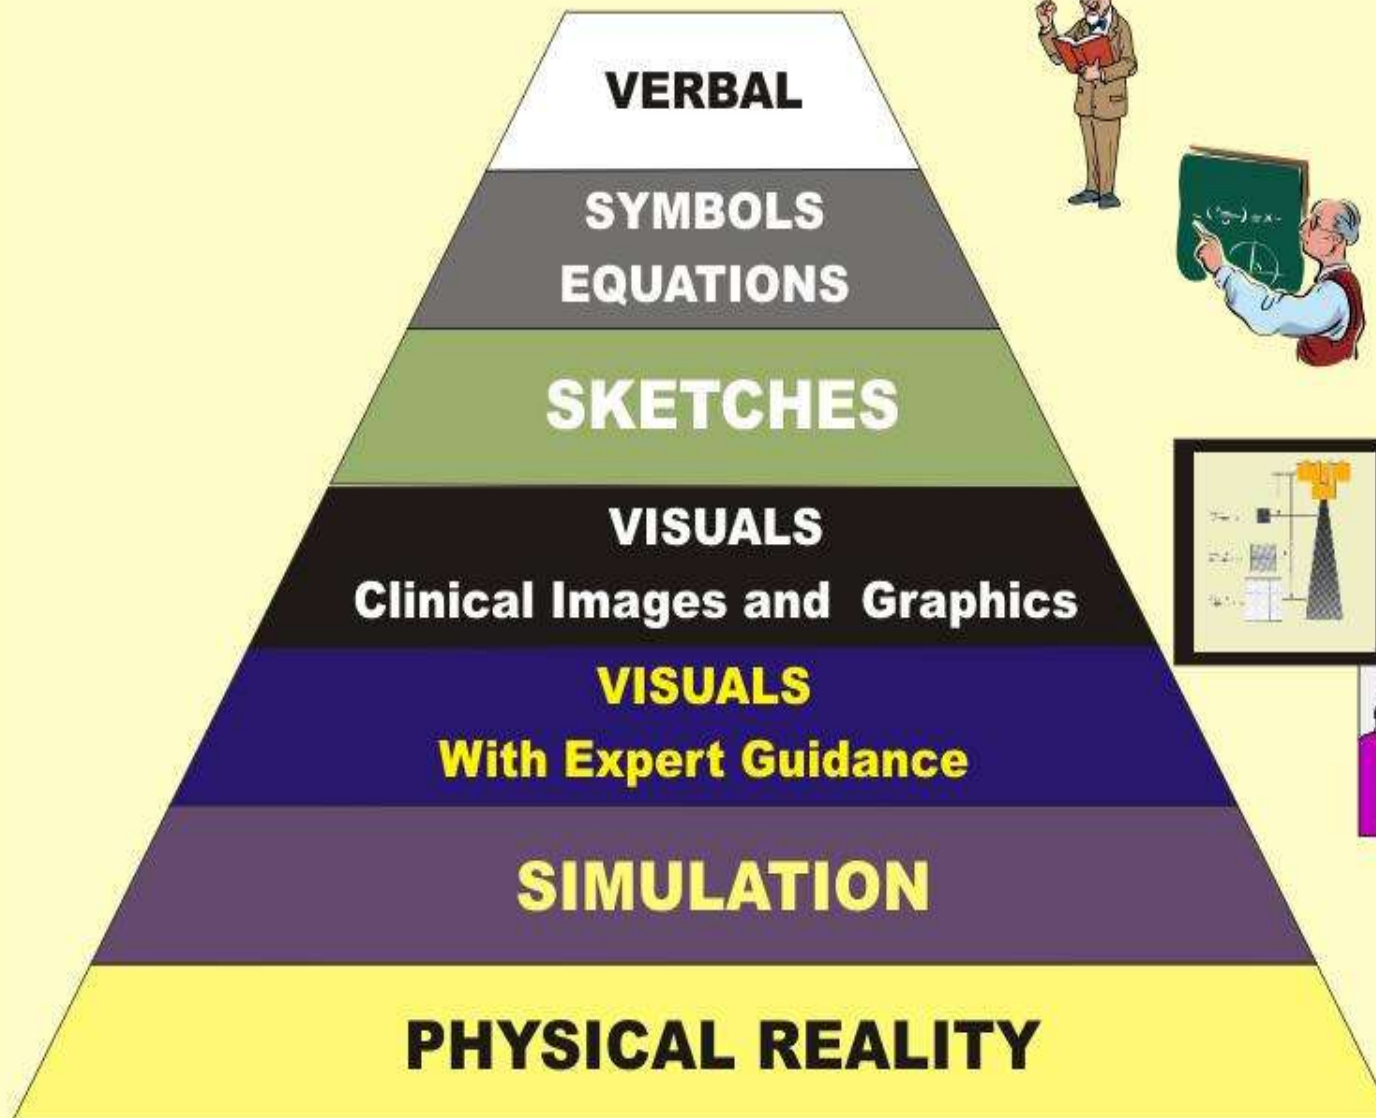 VERBAL
SYMBOLS
EQUATIONS
SKETCHES
VISUALS
Clinical Images and Graphics
VISUALS
With Expert Guidance
SIMULATION
PHYSICAL REALITY